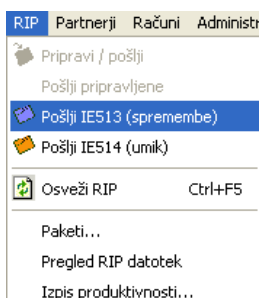 RIP Partnerji Računi Administr
Pripravi / pošlji
Pošlji pripravljene
Pošlji IE513 (spremembe)
Pošlji IE514 (umik)
Osveži RIP Ctrl+F5
Paketi...
Pregled RIP datotek
Izpis produktivnosti...